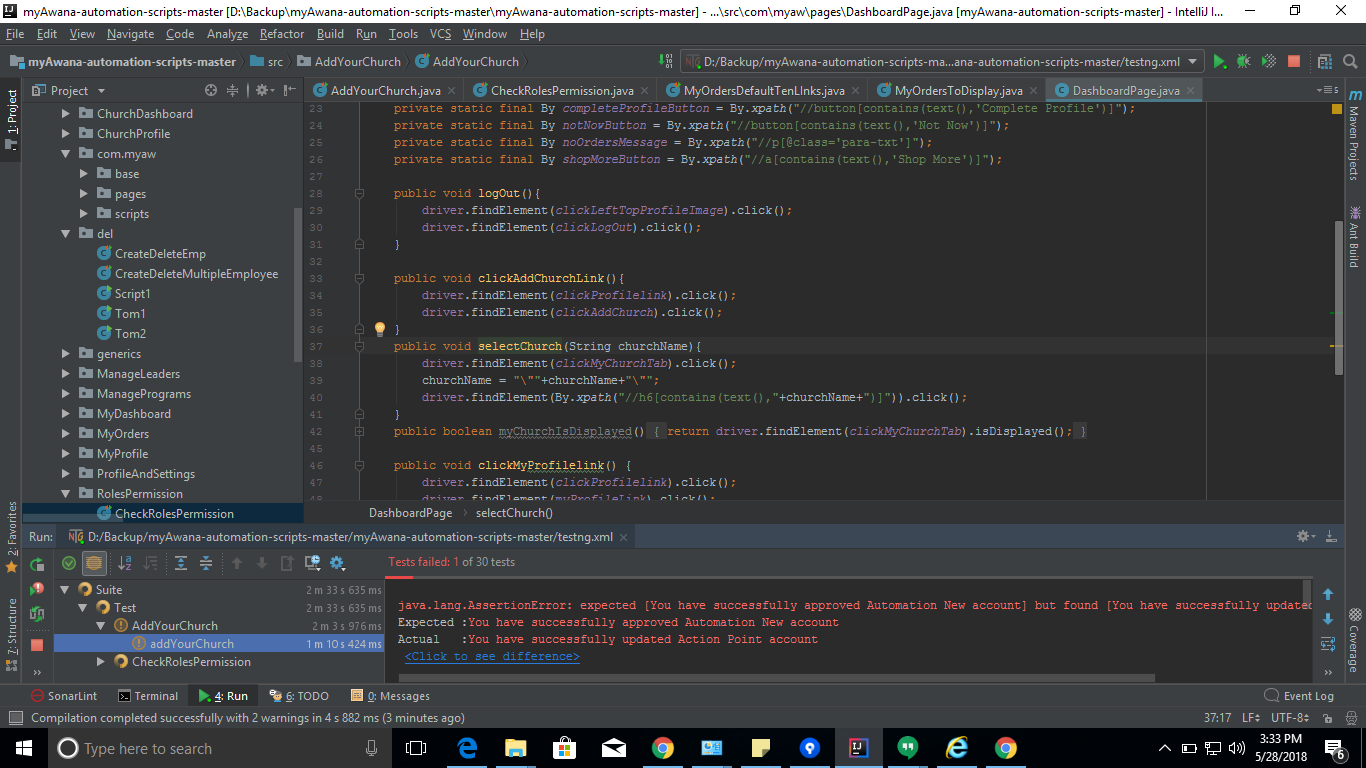 myAwana-automation-scripts-master [D:\Backup\myAwana-automation-scripts-master\myAwana-automation-scripts-master] - ...\src\com\myaw\pages\DashboardPage.java [myAwana-automation-scripts-master] - IntelliJ I...
File Edit View Navigate Code Analyze Refactor Build Run Tools VCS Window Help
myAwana-automation-scripts-master src AddYourChurch AddYourChurch D:/Backup/myAwana-automation-scripts-ma...ana-automation-scripts-master/testng.xml
1: Project
Project
ChurchDashboard
ChurchProfile
com.myaw
base
pages
scripts
del
CreateDeleteEmp
CreateDeleteMultipleEmployee
Script1
Tom1
Tom2
generics
ManageLeaders
ManagePrograms
MyDashboard
MyOrders
MyProfile
ProfileAndSettings
RolesPermission
CheckRolesPermission
AddYourChurch.java CheckRolesPermission.java MyOrdersDefaultTenLInks.java MyOrdersToDisplay.java DashboardPage.java
23 private static final By completeProfileButton = By.xpath("//button[contains(text(),'Complete Profile')]");
24 private static final By notNowButton = By.xpath("//button[contains(text(),'Not Now')]");
25 private static final By noOrdersMessage = By.xpath("//p[@class='para-txt']");
26 private static final By shopMoreButton = By.xpath("//a[contains(text(),'Shop More')]");
27
28 public void logOut(){
29 driver.findElement(clickLeftTopProfileImage).click();
30 driver.findElement(clickLogOut).click();
31 }
32
33 public void clickAddChurchLink(){
34 driver.findElement(clickProfilelink).click();
35 driver.findElement(clickAddChurch).click();
36 }
37 public void selectChurch(String churchName){
38 driver.findElement(clickMyChurchTab).click();
39 churchName = "\""+churchName+"\"";
40 driver.findElement(By.xpath("//h6[contains(text(),"+churchName+")]")).click();
41 }
42 public boolean myChurchIsDisplayed() { return driver.findElement(clickMyChurchTab).isDisplayed(); }
45
46 public void clickMyProfilelink() {
47 driver.findElement(clickProfilelink).click();
48 driver.findElement(myProfileLink).click();
DashboardPage selectChurch()
Maven Projects
Ant Build
2: Favorites
Z: Structure
Coverage
Run: D:/Backup/myAwana-automation-scripts-master/myAwana-automation-scripts-master/testng.xml
Tests failed: 1 of 30 tests
Suite 2 m 33 s 635 ms
Test 2 m 33 s 635 ms
AddYourChurch 2 m 3 s 976 ms
addYourChurch 1 m 10 s 424 ms
CheckRolesPermission
java.lang.AssertionError: expected [You have successfully approved Automation New account] but found [You have successfully update
Expected :You have successfully approved Automation New account
Actual :You have successfully updated Action Point account
<Click to see difference>
SonarLint Terminal 4: Run 6: TODO 0: Messages Event Log
Compilation completed successfully with 2 warnings in 4 s 882 ms (3 minutes ago) 37:17 LF UTF-8
Type here to search
3:33 PM
5/28/2018
6